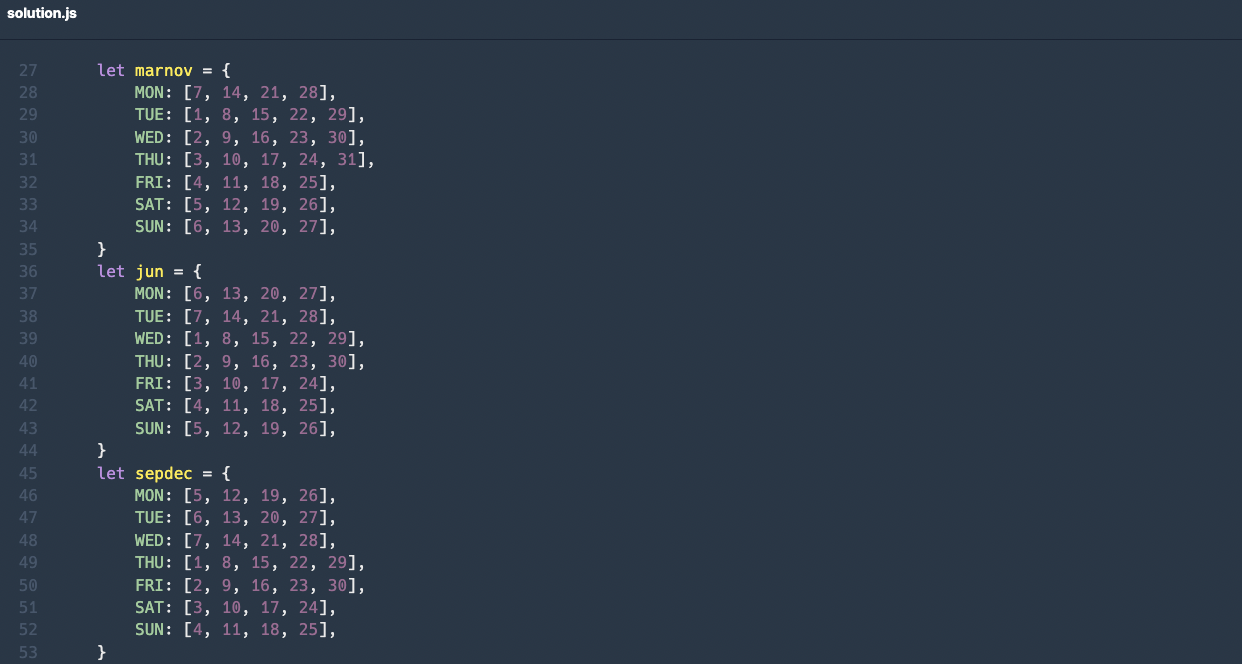 solution.js
27 let marnov = {
28 MON: [7, 14, 21, 28],
29 TUE: [1, 8, 15, 22, 29],
30 WED: [2, 9, 16, 23, 30],
31 THU: [3, 10, 17, 24, 31],
32 FRI: [4, 11, 18, 25],
33 SAT: [5, 12, 19, 26],
34 SUN: [6, 13, 20, 27],
35 }
36 let jun = {
37 MON: [6, 13, 20, 27],
38 TUE: [7, 14, 21, 28],
39 WED: [1, 8, 15, 22, 29],
40 THU: [2, 9, 16, 23, 30],
41 FRI: [3, 10, 17, 24],
42 SAT: [4, 11, 18, 25],
43 SUN: [5, 12, 19, 26],
44 }
45 let sepdec = {
46 MON: [5, 12, 19, 26],
47 TUE: [6, 13, 20, 27],
48 WED: [7, 14, 21, 28],
49 THU: [1, 8, 15, 22, 29],
50 FRI: [2, 9, 16, 23, 30],
51 SAT: [3, 10, 17, 24],
52 SUN: [4, 11, 18, 25],
53 }